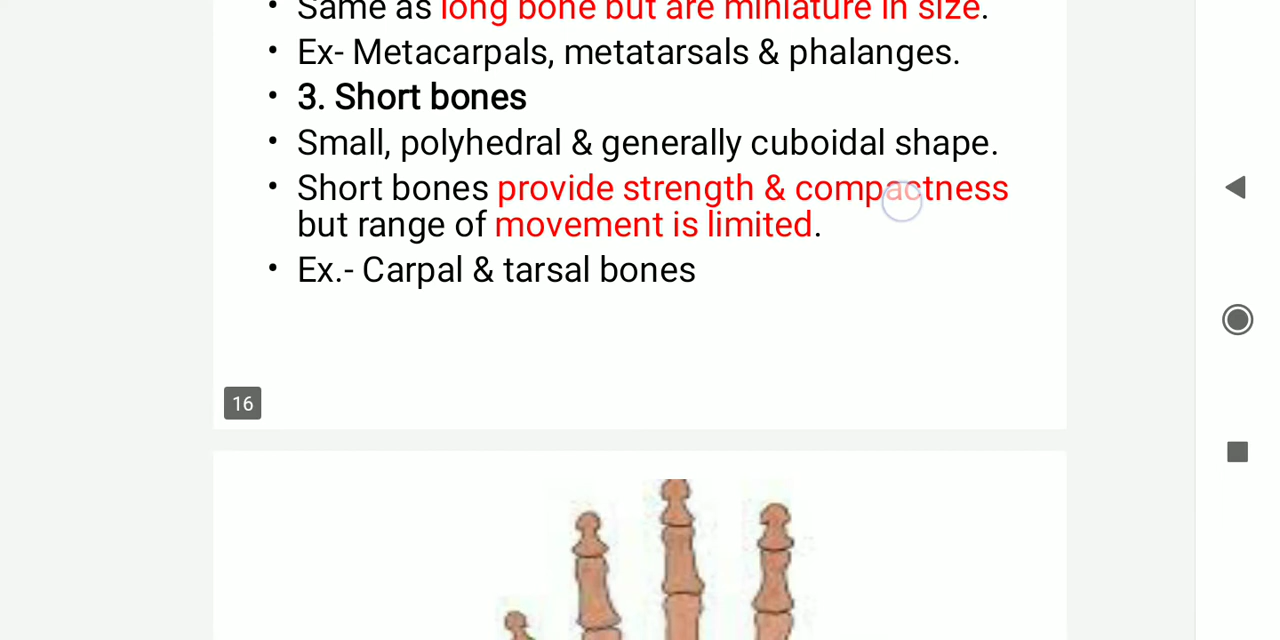 • Same as long bone but are miniature in size.
• Ex- Metacarpals, metatarsals & phalanges.
• 3. Short bones
• Small, polyhedral & generally cuboidal shape.
• Short bones provide strength & compactness
but range of movement is limited.
• Ex.- Carpal & tarsal bones
16